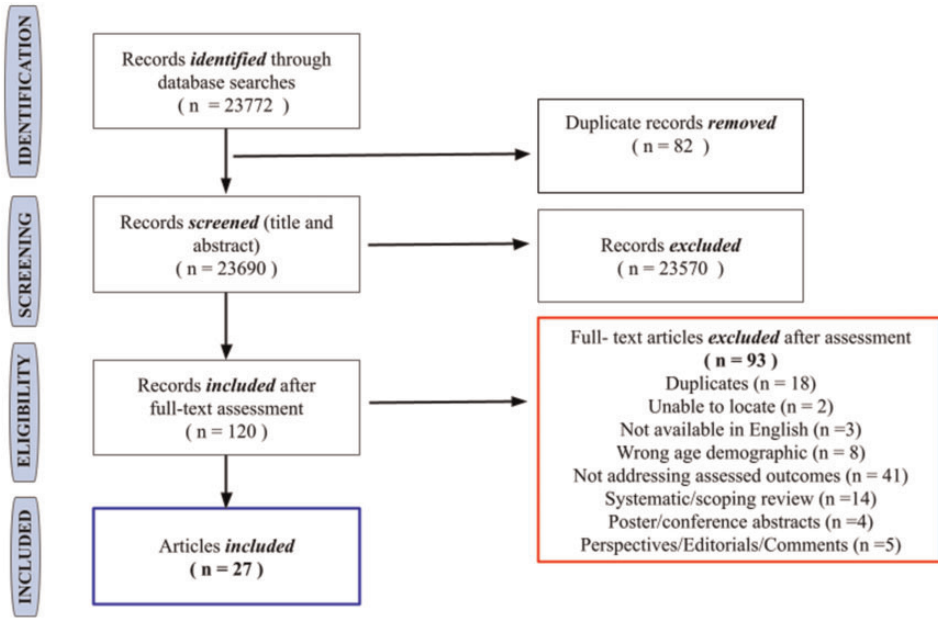 IDENTIFICATION
Records identified through
database searches
( n = 23772 )
Duplicate records removed
( n = 82 )
SCREENING
Records screened (title and
abstract)
( n = 23690 )
Records excluded
( n = 23570 )
ELIGIBILITY
Records included after
full-text assessment
( n = 120 )
Full- text articles excluded after assessment
( n = 93 )
Duplicates (n = 18)
Unable to locate (n = 2)
Not available in English (n =3)
Wrong age demographic (n = 8)
Not addressing assessed outcomes (n = 41)
Systematic/scoping review (n =14)
Poster/conference abstracts (n =4)
Perspectives/Editorials/Comments (n =5)
INCLUDED
Articles included
( n = 27 )